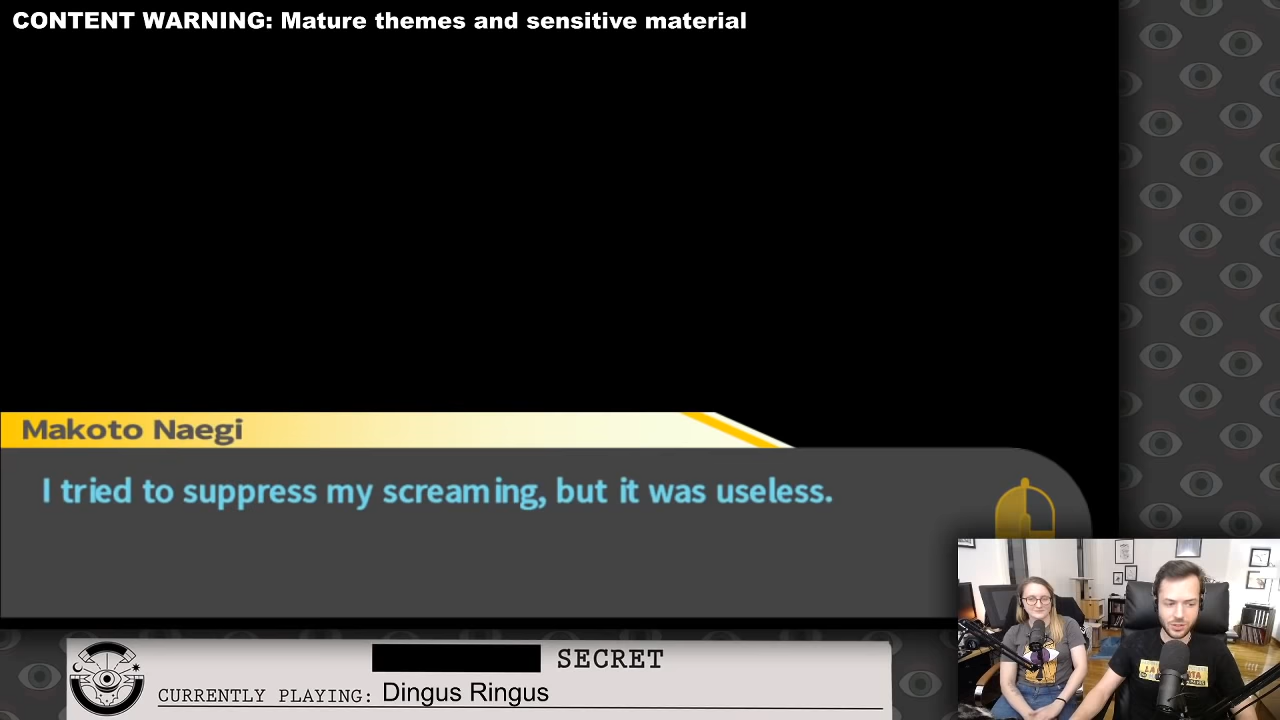 CONTENT WARNING: Mature themes and sensitive material
Makoto Naegi
I tried to suppress my screaming, but it was useless.
SECRET
CURRENTLY PLAYING: Dingus Ringus